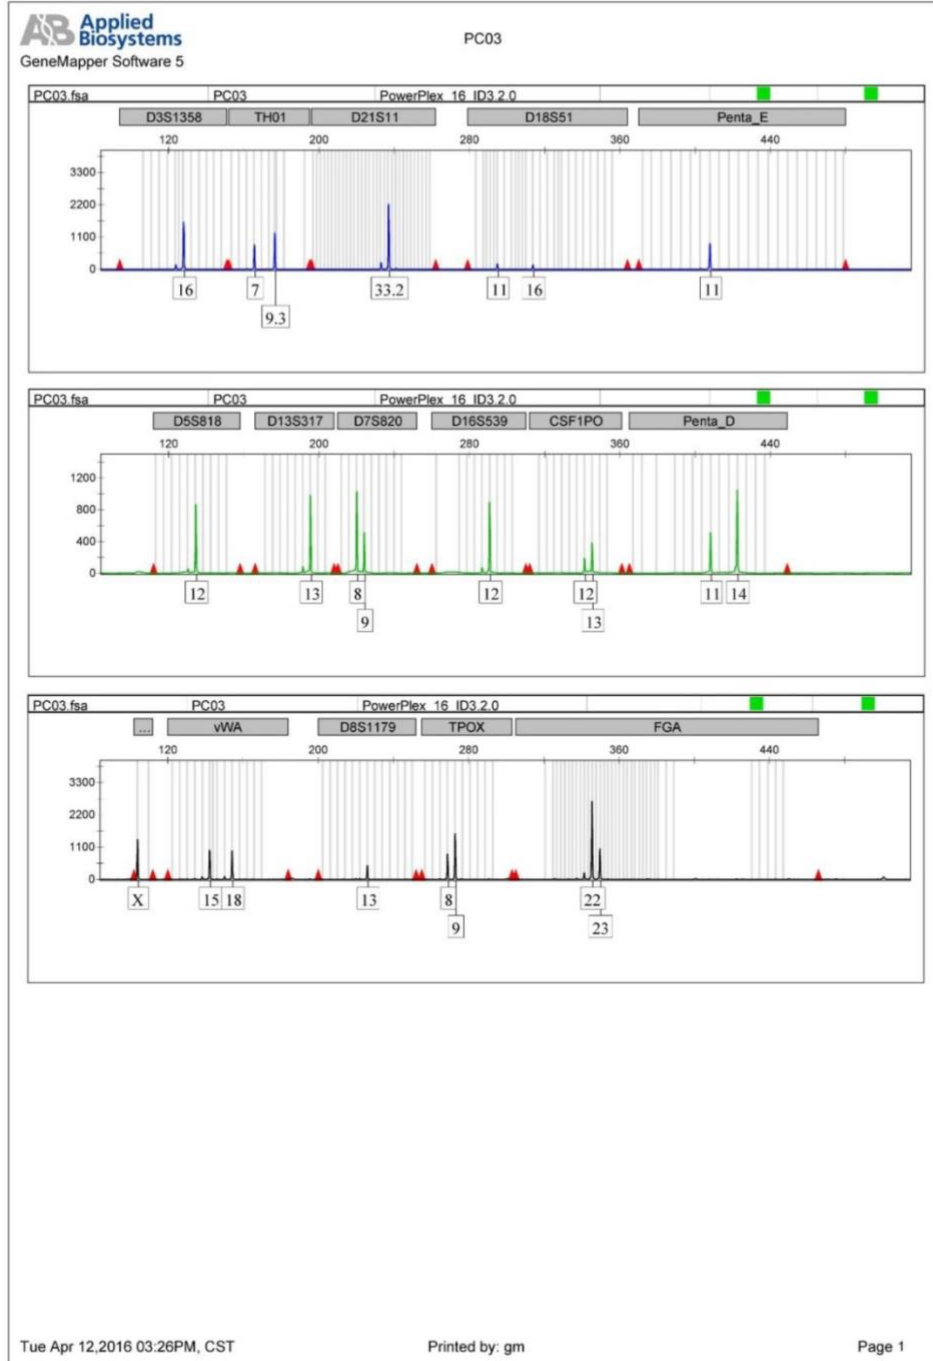 AB Applied Biosystems
PC03
GeneMapper Software 5
PC03.fsa PC03 PowerPlex_16_ID3.2.0
D3S1358 TH01 D21S11 D18S51 Penta_E
120 200 280 360 440
3300
2200
1100
0
16 7 33.2 11 16 11
9.3
PC03.fsa PC03 PowerPlex_16_ID3.2.0
D5S818 D13S317 D7S820 D16S539 CSF1PO Penta_D
120 200 280 360 440
1200
800
400
0
12 13 8 12 12 11 14
9 13
PC03.fsa PC03 PowerPlex_16_ID3.2.0
... vWA D8S1179 TPOX FGA
120 200 280 360 440
3300
2200
1100
0
X 15 18 13 8 22
9 23
Tue Apr 12,2016 03:26PM, CST Printed by: gm Page 1